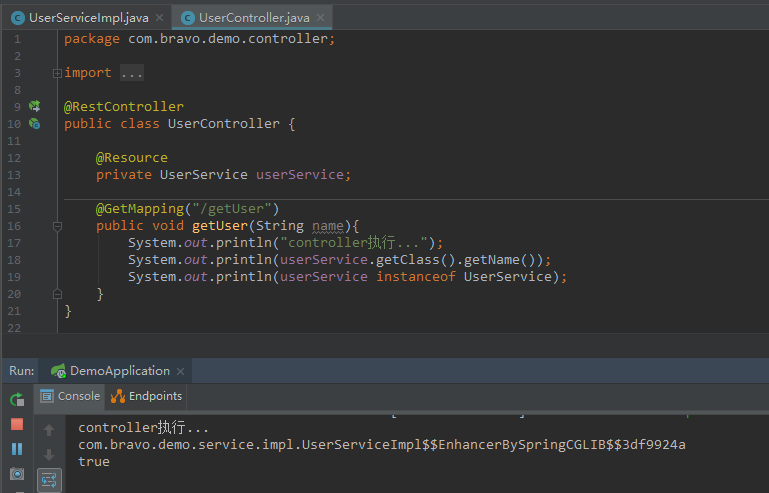 UserServiceImpl.java × UserController.java ×
1 package com.bravo.demo.controller;
2
3 import ...
8
9 @RestController
10 public class UserController {
11
12 @Resource
13 private UserService userService;
14
15 @GetMapping("/getUser")
16 public void getUser(String name){
17 System.out.println("controller执行...");
18 System.out.println(userService.getClass().getName());
19 System.out.println(userService instanceof UserService);
20 }
21 }
22
Run: DemoApplication ×
Console Endpoints
controller执行...
com.bravo.demo.service.impl.UserServiceImpl$$EnhancerBySpringCGLIB$$3df9924a
true